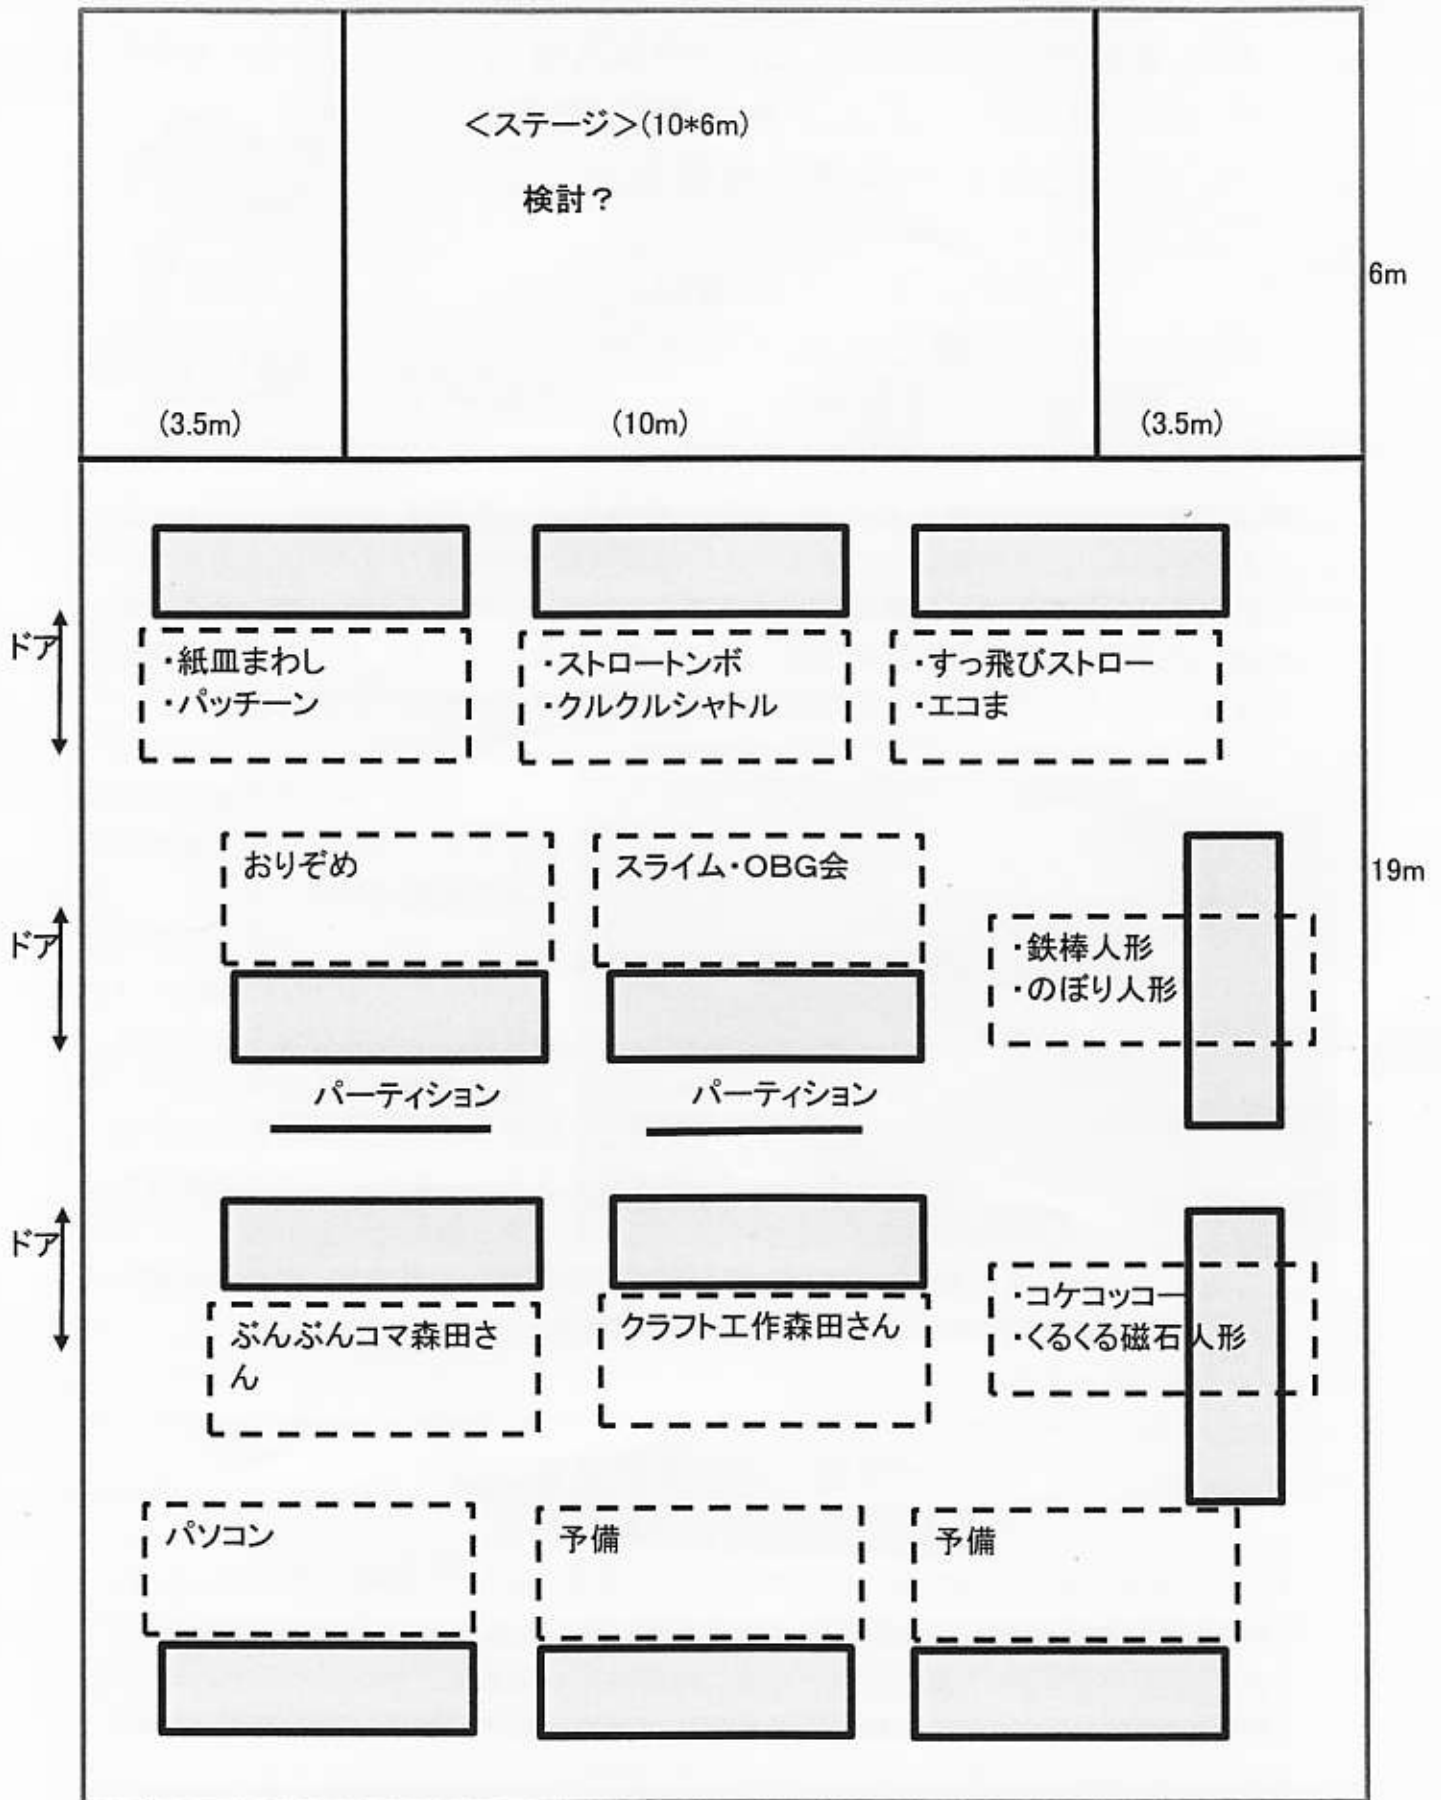 ＜ステージ＞(10*6m)
検討？
6m
(3.5m)
(10m)
(3.5m)
ドア
・紙皿まわし
・パッチーン
・ストロートンボ
・クルクルシャトル
・すっ飛びストロー
・エコま
おりぞめ
スライム・ＯＢＧ会
19m
ドア
・鉄棒人形
・のぼり人形
パーティション
パーティション
ドア
ぶんぶんコマ森田さ
ん
クラフト工作森田さん
・コケコッコー
・くるくる磁石人形
パソコン
予備
予備